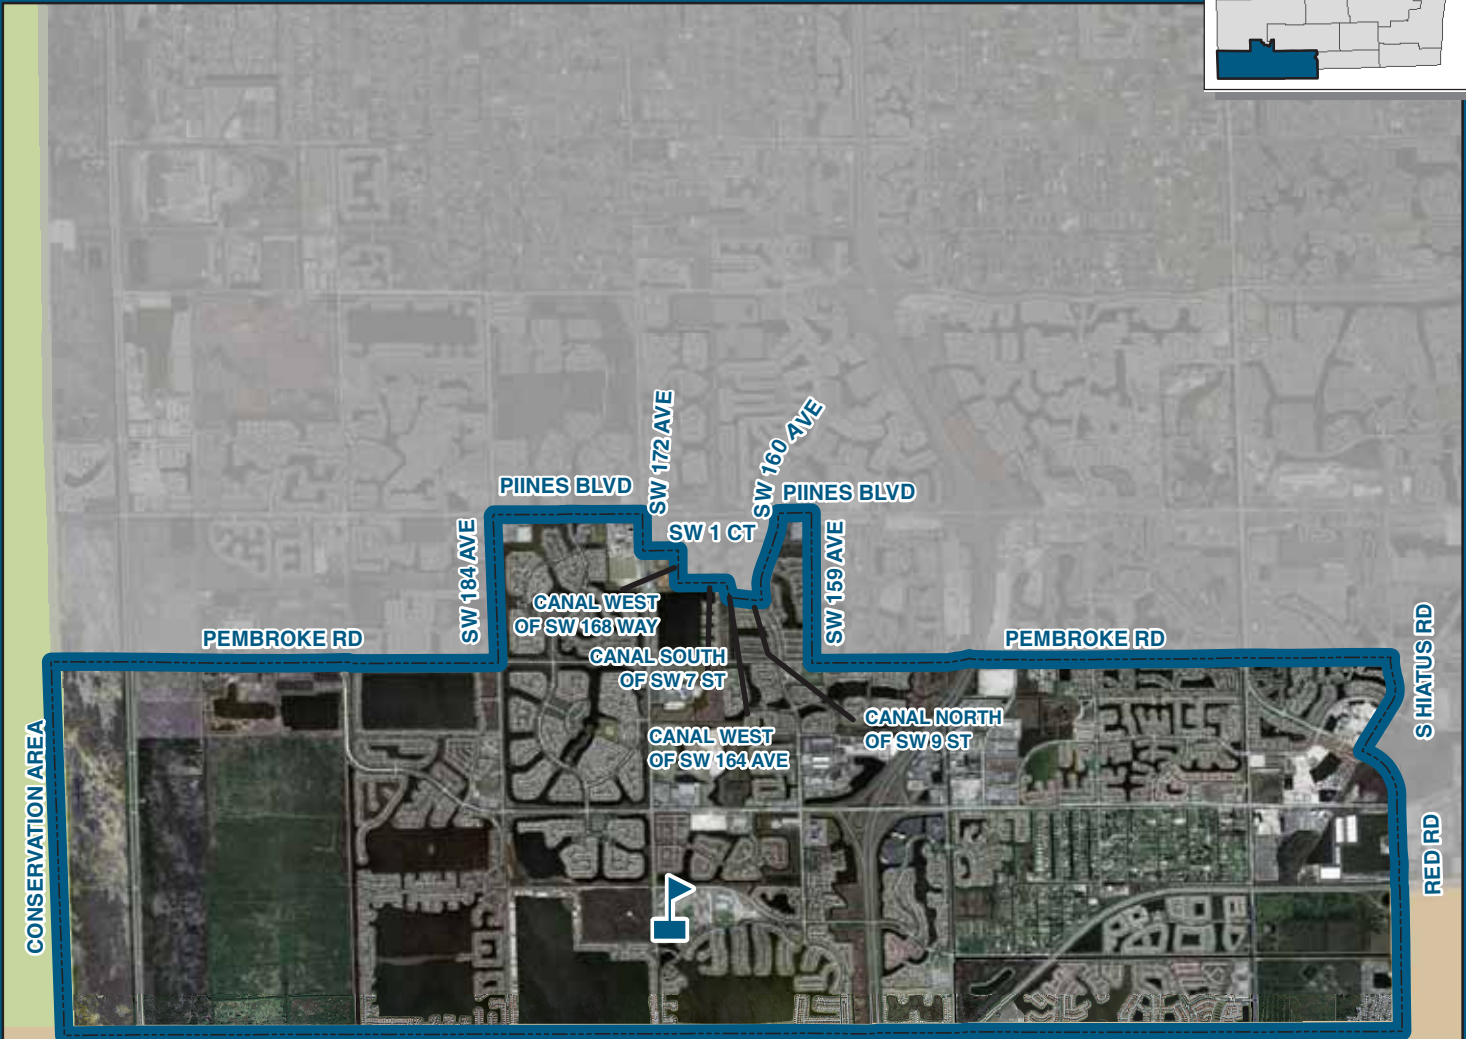 SW 172 AVE
SW 160 AVE
PIINES BLVD
PIINES BLVD
SW 1 CT
SW 184 AVE
SW 159 AVE
CANAL WEST
OF SW 168 WAY
PEMBROKE RD
PEMBROKE RD
S HIATUS RD
CANAL SOUTH
OF SW 7 ST
CANAL NORTH
OF SW 9 ST
CANAL WEST
OF SW 164 AVE
CONSERVATION AREA
RED RD